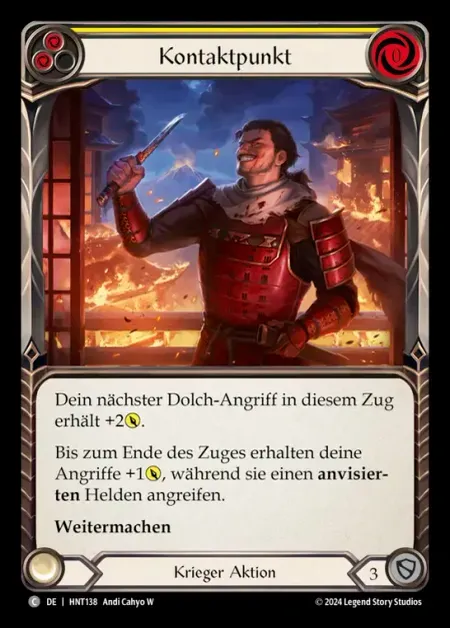 Kontaktpunkt
0
Dein nächster Dolch-Angriff in diesem Zug
erhält +2.
Bis zum Ende des Zuges erhalten deine
Angriffe +1, während sie einen anvisier-
ten Helden angreifen.
Weitermachen
Krieger Aktion
3
C DE | HNT138 Andi Cahyo W
© 2024 Legend Story Studios